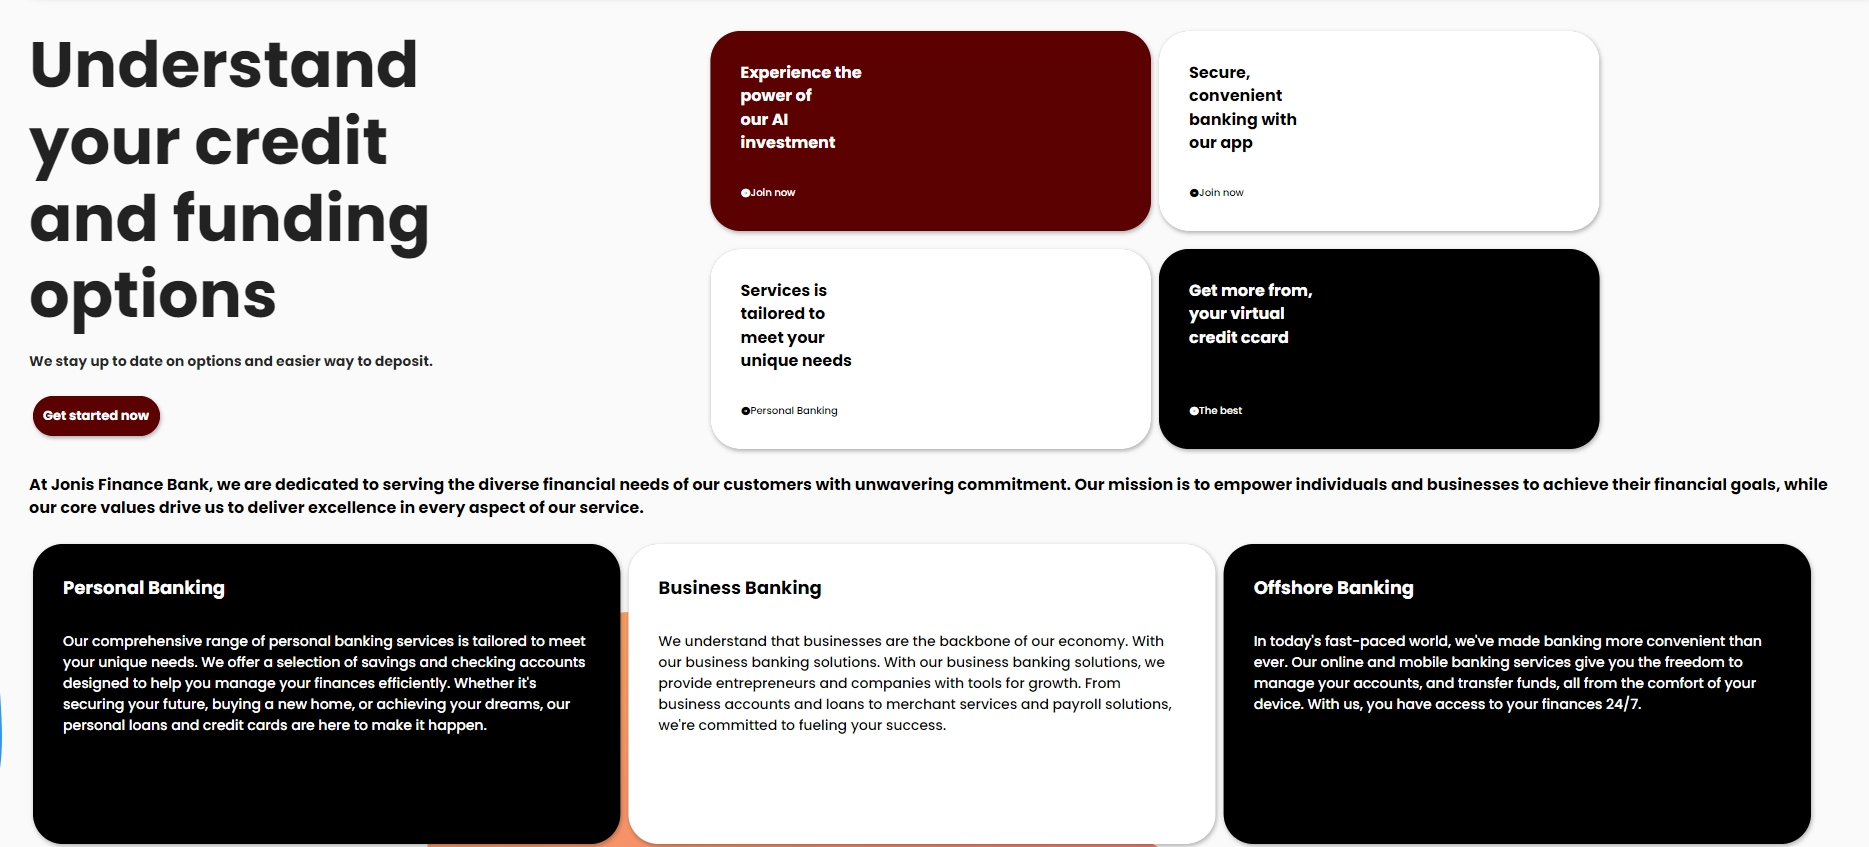 Understand
your credit
and funding
options
We stay up to date on options and easier way to deposit.
Get started now
Experience the
power of
our AI
investment
Join now
Secure,
convenient
banking with
our app
Join now
Services is
tailored to
meet your
unique needs
Personal Banking
Get more from,
your virtual
credit ccard
The best
At Jonis Finance Bank, we are dedicated to serving the diverse financial needs of our customers with unwavering commitment. Our mission is to empower individuals and businesses to achieve their financial goals, while
our core values drive us to deliver excellence in every aspect of our service.
Personal Banking
Our comprehensive range of personal banking services is tailored to meet
your unique needs. We offer a selection of savings and checking accounts
designed to help you manage your finances efficiently. Whether it's
securing your future, buying a new home, or achieving your dreams, our
personal loans and credit cards are here to make it happen.
Business Banking
We understand that businesses are the backbone of our economy. With
our business banking solutions. With our business banking solutions, we
provide entrepreneurs and companies with tools for growth. From
business accounts and loans to merchant services and payroll solutions,
we're committed to fueling your success.
Offshore Banking
In today's fast-paced world, we've made banking more convenient than
ever. Our online and mobile banking services give you the freedom to
manage your accounts, and transfer funds, all from the comfort of your
device. With us, you have access to your finances 24/7.